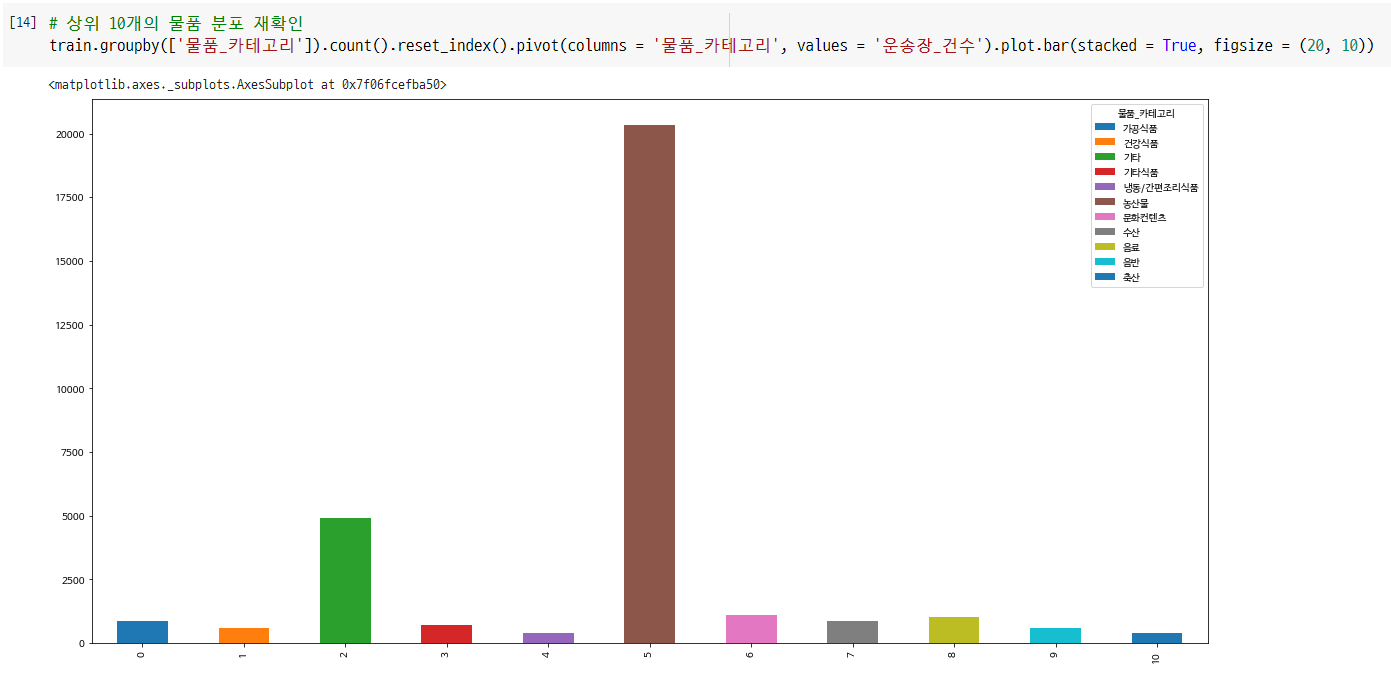 [14] # 상위 10개의 물품 분포 재확인
train.groupby(['물품_카테고리']).count().reset_index().pivot(columns = '물품_카테고리', values = '운송장_건수').plot.bar(stacked = True, figsize = (20, 10))
<matplotlib.axes._subplots.AxesSubplot at 0x7f06fcefba50>
물품_카테고리
가공식품
건강식품
기타
기타식품
냉동/간편조리식품
농산물
문화컨텐츠
수산
음료
음반
축산
20000
17500
15000
12500
10000
7500
5000
2500
0
0 1 2 3 4 5 6 7 8 9 10